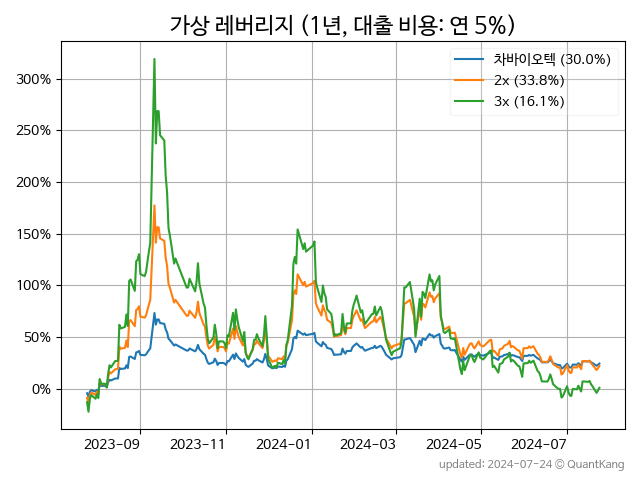 가상 레버리지 (1년, 대출 비용: 연 5%)
차바이오텍 (30.0%)
2x (33.8%)
3x (16.1%)
300%
250%
200%
150%
100%
50%
0%
2023-09 2023-11 2024-01 2024-03 2024-05 2024-07
updated: 2024-07-24 © QuantKang